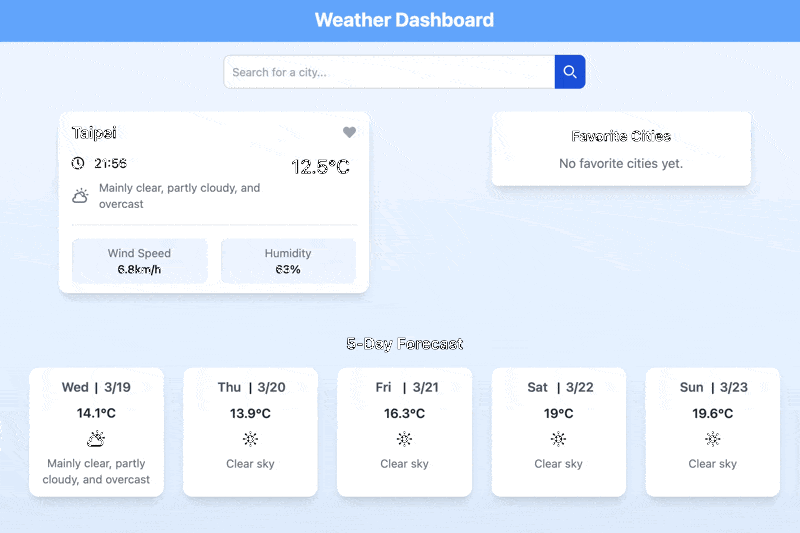 Weather Dashboard
Search for a city...
Taipei
21:56
12.5°C
Mainly clear, partly cloudy, and
overcast
Wind Speed
6.8km/h
Humidity
63%
Favorite Cities
No favorite cities yet.
5-Day Forecast
Wed | 3/19
14.1°C
Mainly clear, partly
cloudy, and overcast
Thu | 3/20
13.9°C
Clear sky
Fri | 3/21
16.3°C
Clear sky
Sat | 3/22
19°C
Clear sky
Sun | 3/23
19.6°C
Clear sky